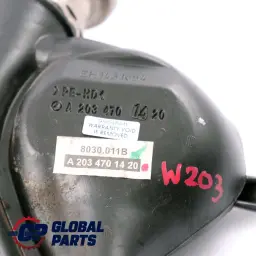 >PE-HD<
A 203 470 14 20
WARRANTY VOID
IF REMOVED
8030.011B
A 203 470 14 20
W203
GLOBAL
PARTS